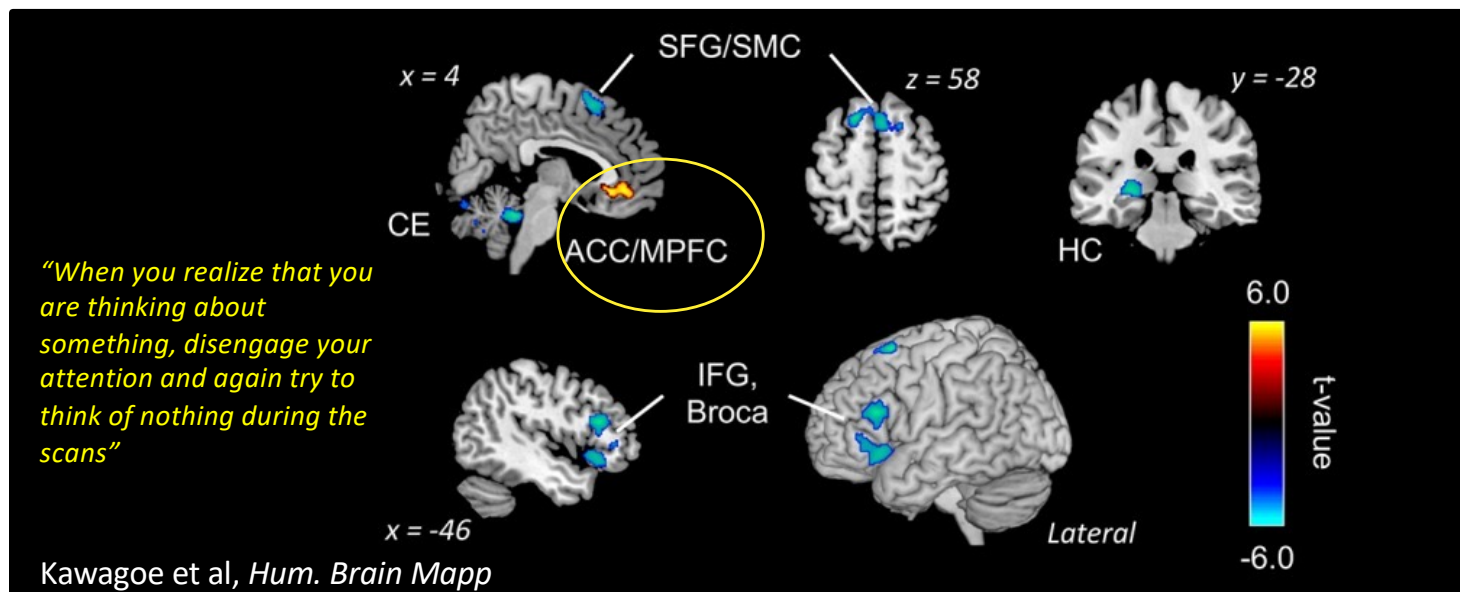 SFG/SMC
x = 4
z = 58
y = -28
CE
ACC/MPFC
HC
“When you realize that you
are thinking about
something, disengage your
attention and again try to
think of nothing during the
scans”
6.0
t-value
-6.0
IFG,
Broca
x = -46
Lateral
Kawagoe et al, Hum. Brain Mapp